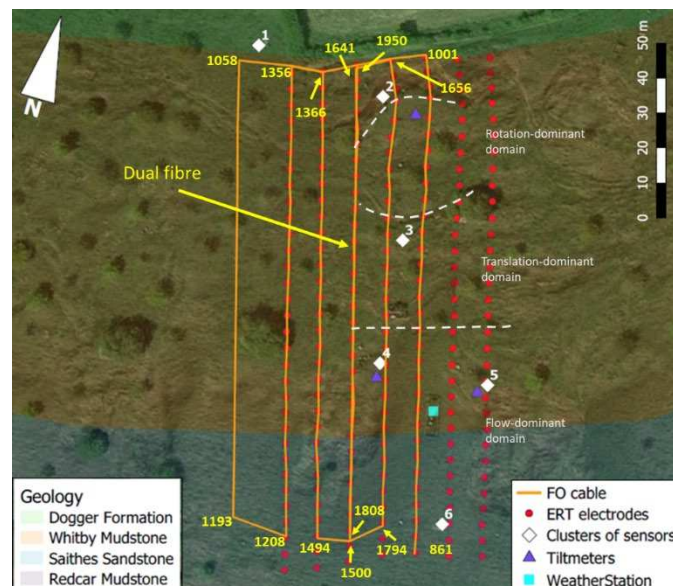 1
1058
1356
1366
1641
1950
1001
1656
2
50 m
40
30
20
10
0
N
Rotation-dominant
domain
Dual fibre
3
Translation-dominant
domain
4
5
Flow-dominant
domain
1193
1208
1494
1808
1500
1794
861
6
Geology
Dogger Formation
Whitby Mudstone
Saithes Sandstone
Redcar Mudstone
FO cable
ERT electrodes
Clusters of sensors
Tiltmeters
WeatherStation